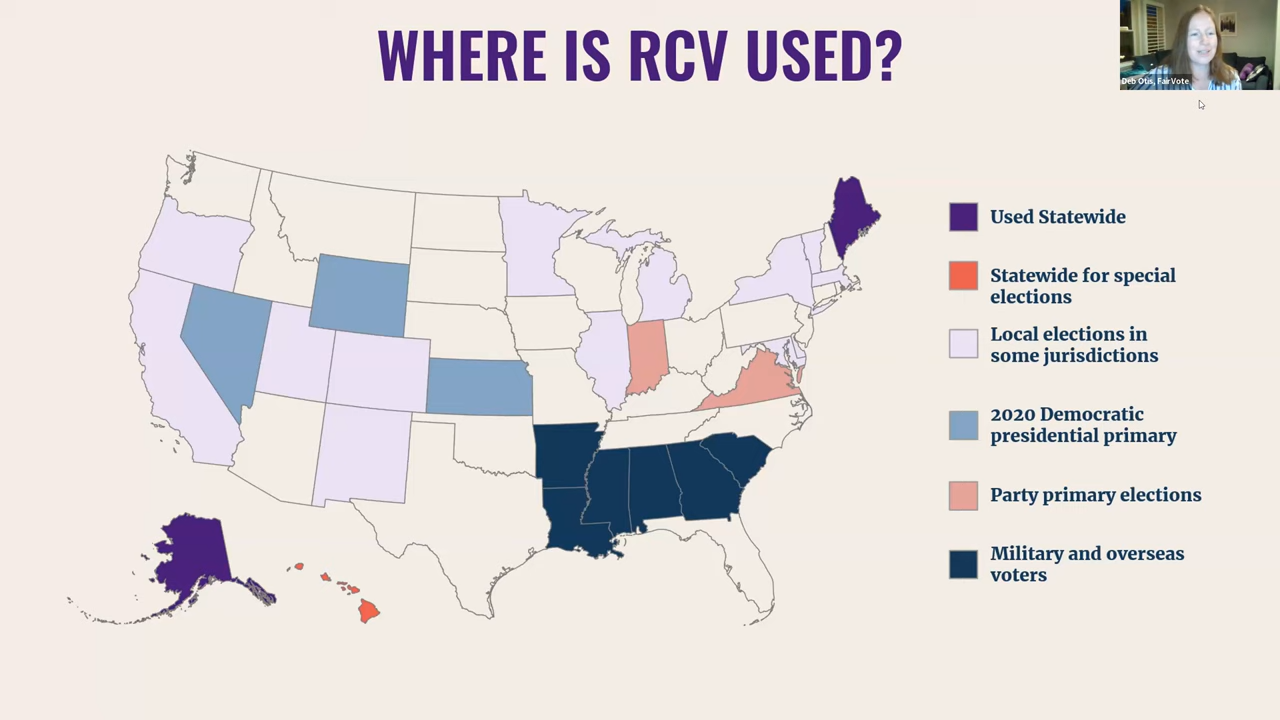 WHERE IS RCV USED?
Deb Otis, FairVote
Used Statewide
Statewide for special
elections
Local elections in
some jurisdictions
2020 Democratic
presidential primary
Party primary elections
Military and overseas
voters